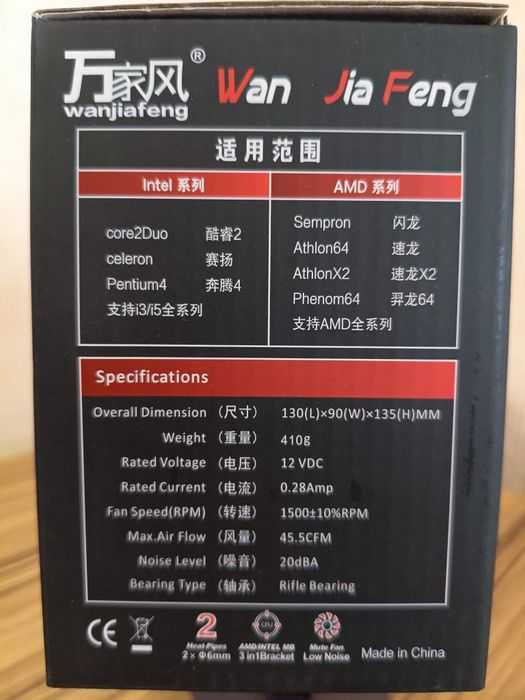 万家风® Wan Jia Feng
wanjiafeng
适用范围
Intel 系列 AMD 系列
core2Duo 酷睿2
celeron 赛扬
Pentium4 奔腾4
支持i3/i5全系列
Sempron 闪龙
Athlon64 速龙
AthlonX2 速龙X2
Phenom64 羿龙64
支持AMD全系列
Specifications
Overall Dimension (尺寸) 130(L)×90(W)×135(H)MM
Weight (重量) 410g
Rated Voltage (电压) 12 VDC
Rated Current (电流) 0.28Amp
Fan Speed(RPM) (转速) 1500±10%RPM
Max.Air Flow (风量) 45.5CFM
Noise Level (噪音) 20dBA
Bearing Type (轴承) Rifle Bearing
CE
2
Heat-Pipes
2×Φ6mm
CPU
AMD/INTEL MB
3 in1Bracket
Mute Fan
Low Noise
Made in China